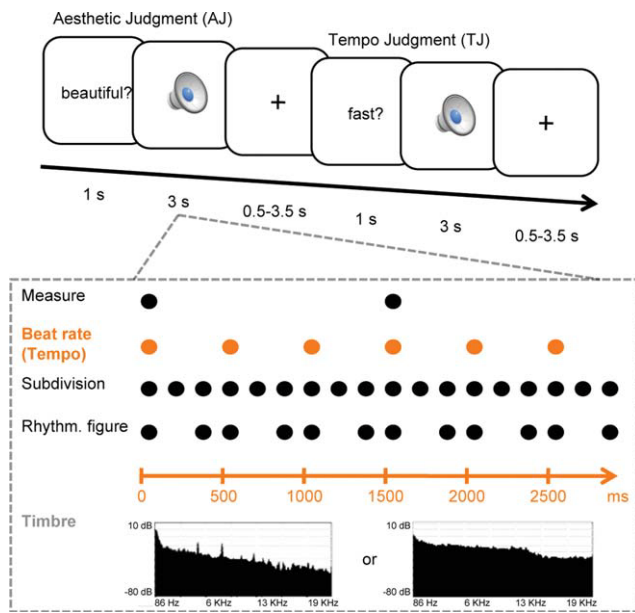 Aesthetic Judgment (AJ)
Tempo Judgment (TJ)
beautiful?
+
fast?
+
1 s
3 s
0.5-3.5 s
1 s
3 s
0.5-3.5 s
Measure
Beat rate
(Tempo)
Subdivision
Rhythm. figure
0 500 1000 1500 2000 2500 ms
Timbre
10 dB
-80 dB
86 Hz 6 KHz 13 KHz 19 KHz
or
10 dB
-80 dB
86 Hz 6 KHz 13 KHz 19 KHz